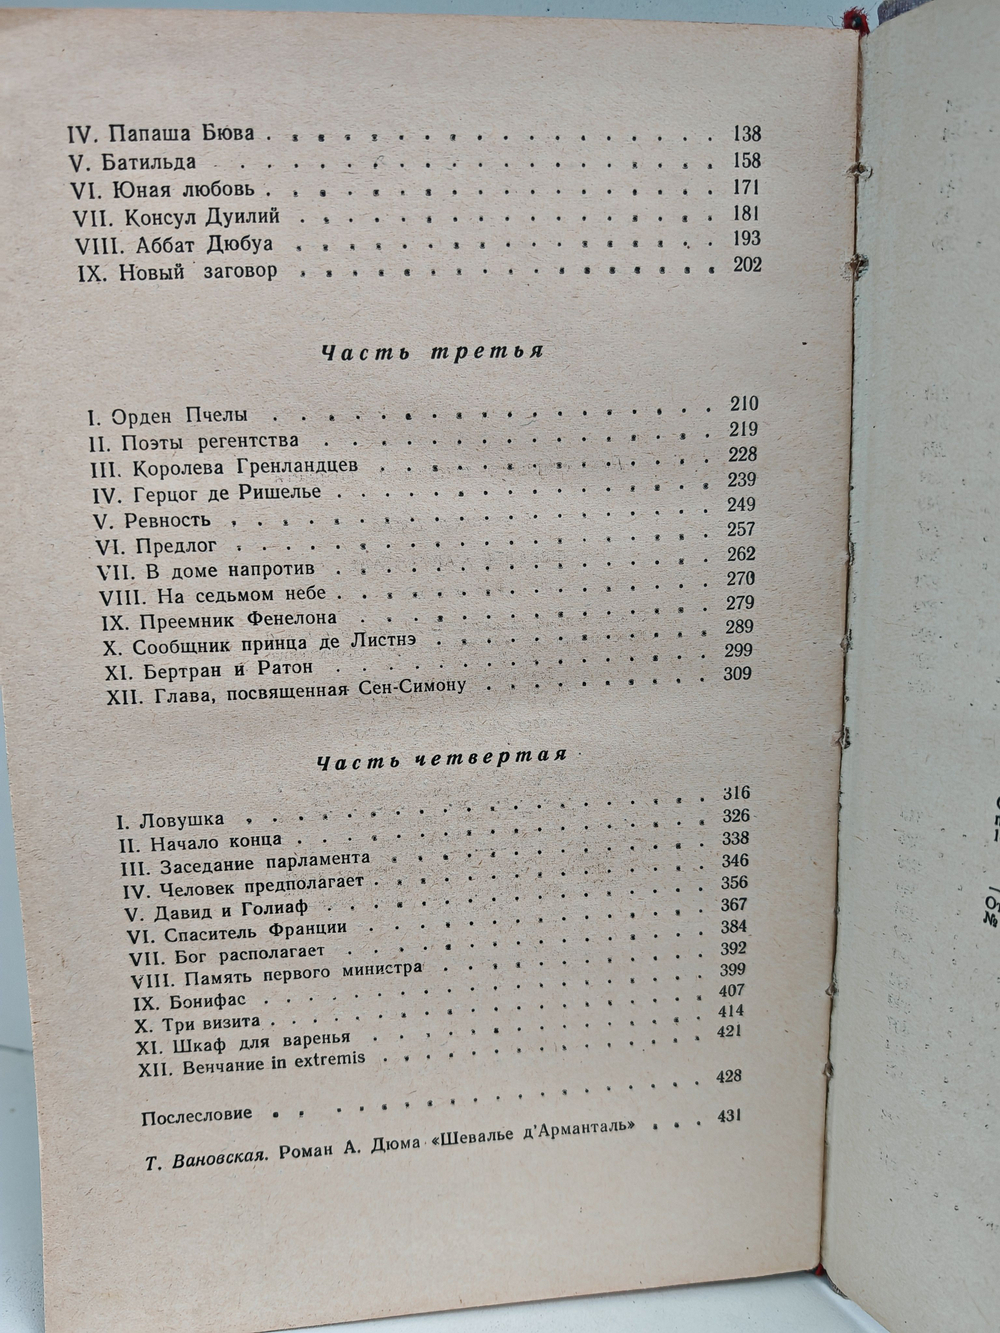 IV. Папаша Бюва . . . . . . . . . . . . . . . . . . 138
V. Батильда . . . . . . . . . . . . . . . . . . . 158
VI. Юная любовь . . . . . . . . . . . . . . . . . . 171
VII. Консул Дуилий . . . . . . . . . . . . . . . . . 181
VIII. Аббат Дюбуа . . . . . . . . . . . . . . . . . 193
IX. Новый заговор . . . . . . . . . . . . . . . . . 202
Часть третья
I. Орден Пчелы . . . . . . . . . . . . . . . . . . 210
II. Поэты регентства . . . . . . . . . . . . . . . 219
III. Королева Гренландцев . . . . . . . . . . . . . 228
IV. Герцог де Ришелье . . . . . . . . . . . . . . . 239
V. Ревность . . . . . . . . . . . . . . . . . . . 249
VI. Предлог . . . . . . . . . . . . . . . . . . . 257
VII. В доме напротив . . . . . . . . . . . . . . . 262
VIII. На седьмом небе . . . . . . . . . . . . . . . 270
IX. Преемник Фенелона . . . . . . . . . . . . . . 279
X. Сообщник принца де Листнэ . . . . . . . . . . . 289
XI. Бертран и Ратон . . . . . . . . . . . . . . . 299
XII. Глава, посвященная Сен-Симону . . . . . . . . . 309
Часть четвертая
I. Ловушка . . . . . . . . . . . . . . . . . . . 316
II. Начало конца . . . . . . . . . . . . . . . . . 326
III. Заседание парламента . . . . . . . . . . . . . 338
IV. Человек предполагает . . . . . . . . . . . . . 346
V. Давид и Голиаф . . . . . . . . . . . . . . . . 356
VI. Спаситель Франции . . . . . . . . . . . . . . 367
VII. Бог располагает . . . . . . . . . . . . . . . 384
VIII. Память первого министра . . . . . . . . . . . 392
IX. Бонифас . . . . . . . . . . . . . . . . . . . 399
X. Три визита . . . . . . . . . . . . . . . . . . 407
XI. Шкаф для варенья . . . . . . . . . . . . . . . 414
XII. Венчание in extremis . . . . . . . . . . . . . 421
Послесловие . . . . . . . . . . . . . . . . . . 428
Т. Вановская. Роман А. Дюма «Шевалье д'Арманталь» . . . 431